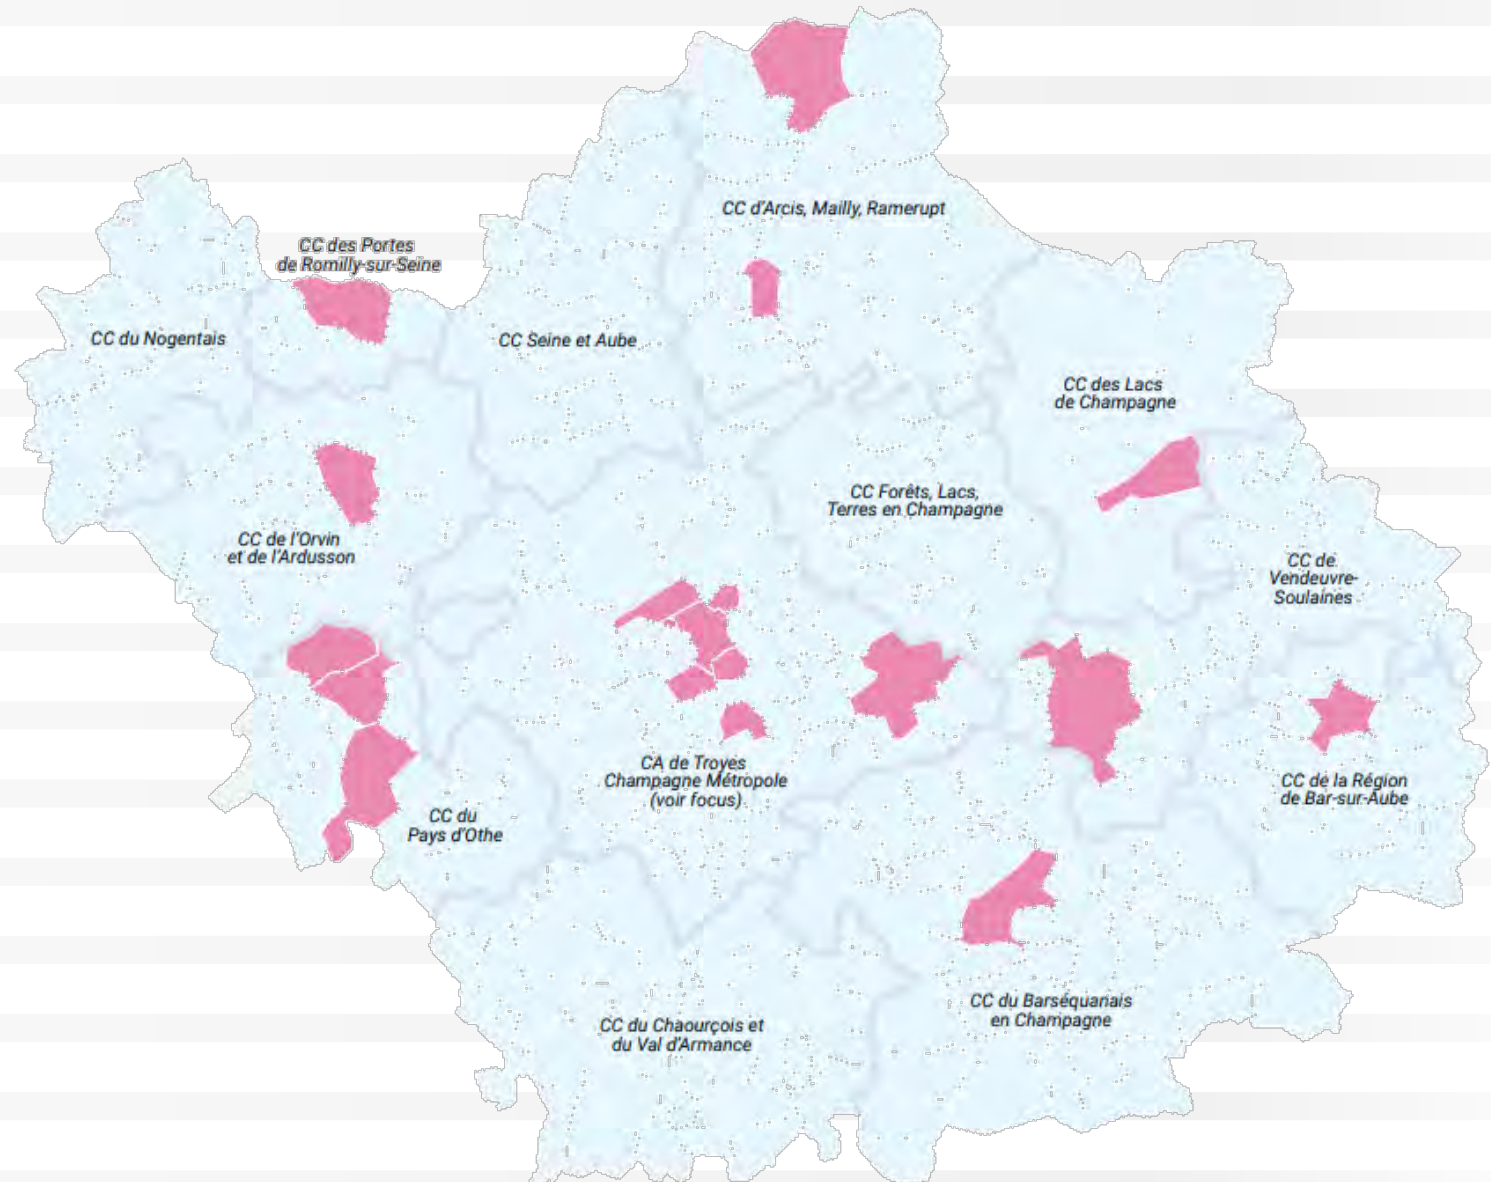 CC d'Arcis, Mailly, Ramerupt
CC des Portes
de Romilly-sur-Seine
CC du Nogentais
CC Seine et Aube
CC des Lacs
de Champagne
CC Forêts, Lacs,
Terres en Champagne
CC de l'Orvin
et de l'Ardusson
CC de
Vendeuvre-
Soulaines
CA de Troyes
Champagne Métropole
(voir focus)
CC de la Région
de Bar-sur-Aube
CC du
Pays d'Othe
CC du Barséquanais
en Champagne
CC du Chaourçois et
du Val d'Armance